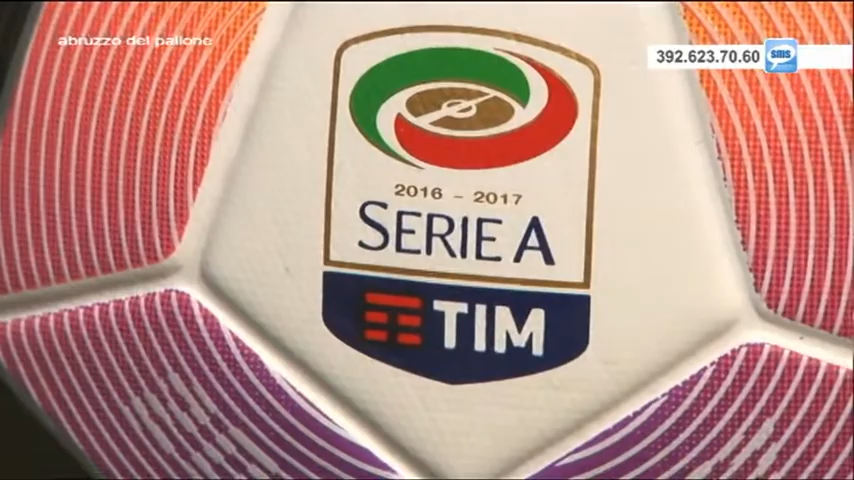 abruzzo del pallone
392.623.70.60 sms
2016 - 2017
SERIE A
TIM